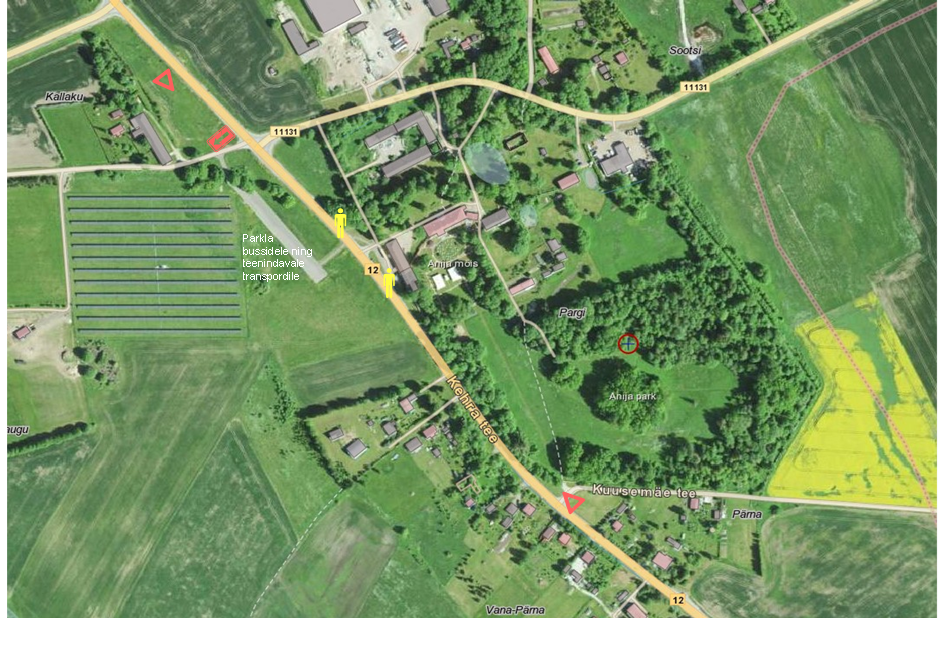 Sootsi
11131
Kallaku
11131
Parkla
bussidele ning
teenindavale
transpordile
12
Anija mõis
Pargi
Anija park
Kehra tee
augu
Kuusemäe tee
Pärna
12
Vana-Pärna